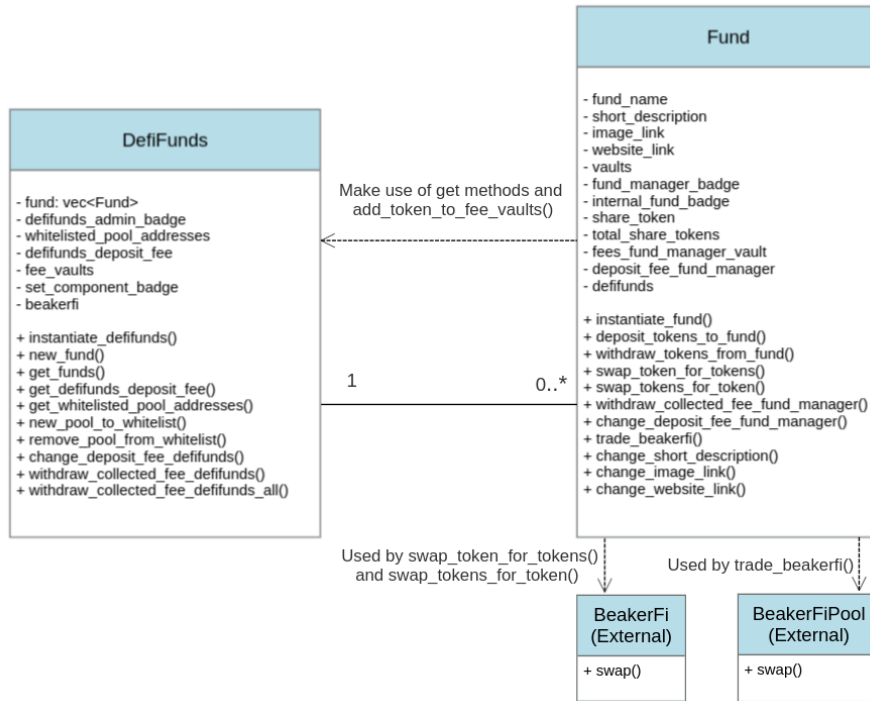 DefiFunds
- fund: vec<Fund>
- defifunds_admin_badge
- whitelisted_pool_addresses
- defifunds_deposit_fee
- fee_vaults
- set_component_badge
- beakerfi
+ instantiate_defifunds()
+ new_fund()
+ get_funds()
+ get_defifunds_deposit_fee()
+ get_whitelisted_pool_addresses()
+ new_pool_to_whitelist()
+ remove_pool_from_whitelist()
+ change_deposit_fee_defifunds()
+ withdraw_collected_fee_defifunds()
+ withdraw_collected_fee_defifunds_all()
Make use of get methods and
add_token_to_fee_vaults()
1
0..*
Fund
- fund_name
- short_description
- image_link
- website_link
- vaults
- fund_manager_badge
- internal_fund_badge
- share_token
- total_share_tokens
- fees_fund_manager_vault
- deposit_fee_fund_manager
- defifunds
+ instantiate_fund()
+ deposit_tokens_to_fund()
+ withdraw_tokens_from_fund()
+ swap_token_for_tokens()
+ swap_tokens_for_token()
+ withdraw_collected_fee_fund_manager()
+ change_deposit_fee_fund_manager()
+ trade_beakerfi()
+ change_short_description()
+ change_image_link()
+ change_website_link()
Used by swap_token_for_tokens()
and swap_tokens_for_token()
Used by trade_beakerfi()
BeakerFi
(External)
+ swap()
BeakerFiPool
(External)
+ swap()